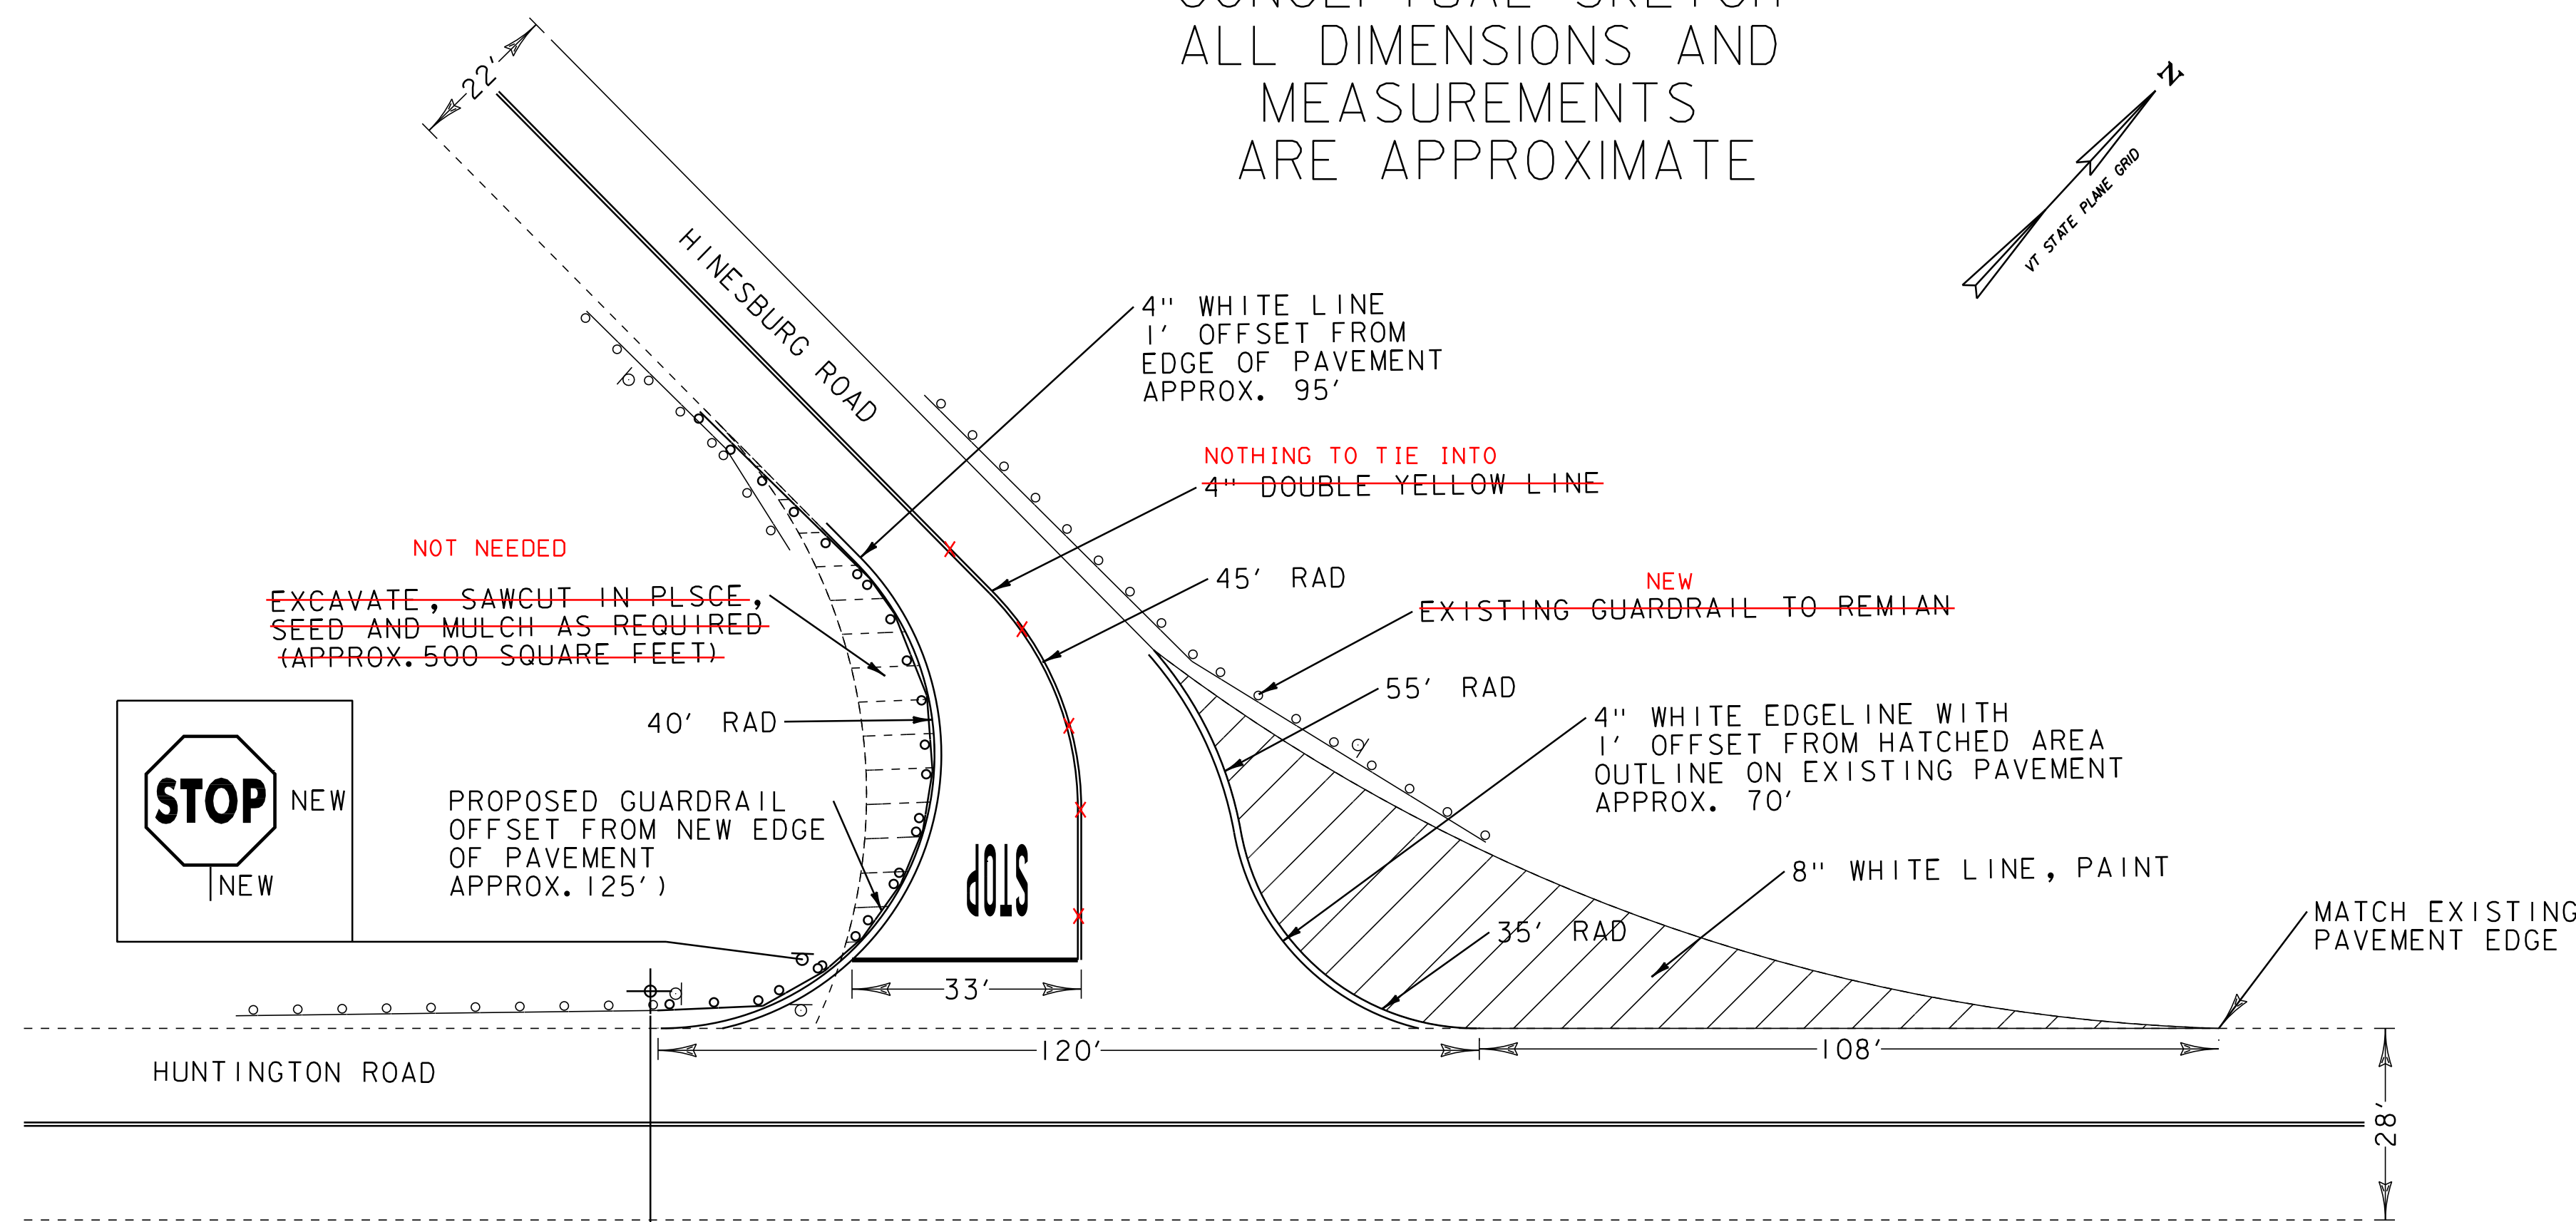 CONCEPTUAL SKETCH
ALL DIMENSIONS AND
MEASUREMENTS
ARE APPROXIMATE
N
VT STATE PLANE GRID
22'
HINESBURG ROAD
4" WHITE LINE
1' OFFSET FROM
EDGE OF PAVEMENT
APPROX. 95'
NOTHING TO TIE INTO
4" DOUBLE YELLOW LINE
45' RAD
NOT NEEDED
EXCAVATE, SAWCUT IN PLSCE,
SEED AND MULCH AS REQUIRED
(APPROX.500 SQUARE FEET)
NEW
EXISTING GUARDRAIL TO REMIAN
55' RAD
40' RAD
4" WHITE EDGELINE WITH
1' OFFSET FROM HATCHED AREA
OUTLINE ON EXISTING PAVEMENT
APPROX. 70'
STOP
NEW
NEW
PROPOSED GUARDRAIL
OFFSET FROM NEW EDGE
OF PAVEMENT
APPROX.125')
STOP
8" WHITE LINE, PAINT
35' RAD
MATCH EXISTING
PAVEMENT EDGE
33'
120'
108'
HUNTINGTON ROAD
28'